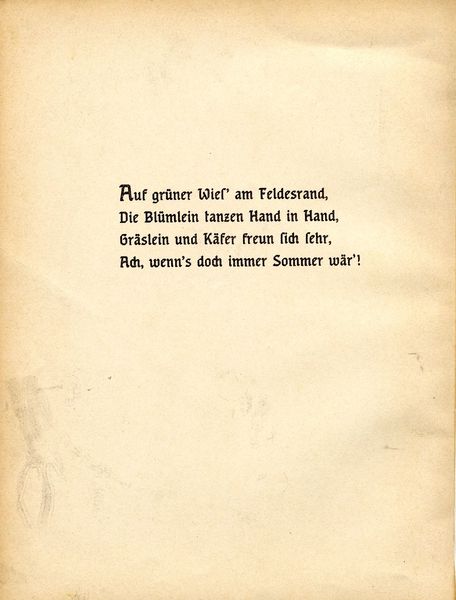 Auf grüner Wieſ' am Feldesrand,
Die Blümlein tanzen Hand in Hand,
Gräslein und Käfer freun ſich ſehr,
Ach, wenn's doch immer Sommer wär'!